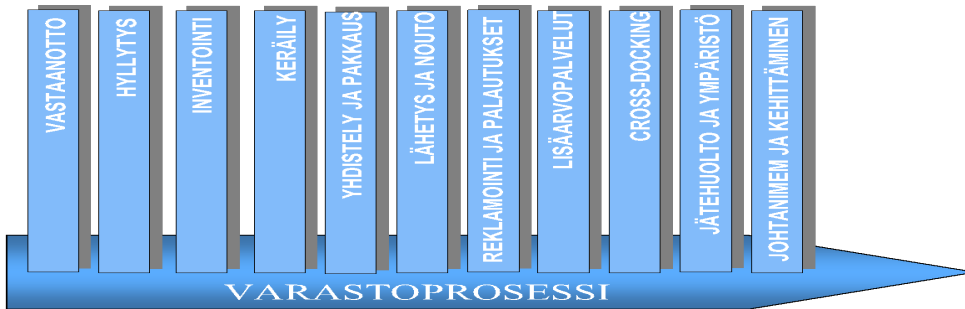 VASTAANOTTO
HYLLYTYS
INVENTOINTI
KERÄILY
YHDISTELY JA PAKKAUS
LÄHETYS JA NOUTO
REKLAMOINTI JA PALAUTUKSET
LISÄARVOPALVELUT
CROSS-DOCKING
JÄTEHUOLTO JA YMPÄRISTÖ
JOHTANIMEM JA KEHITTÄMINEN
VARASTOPROSESSI